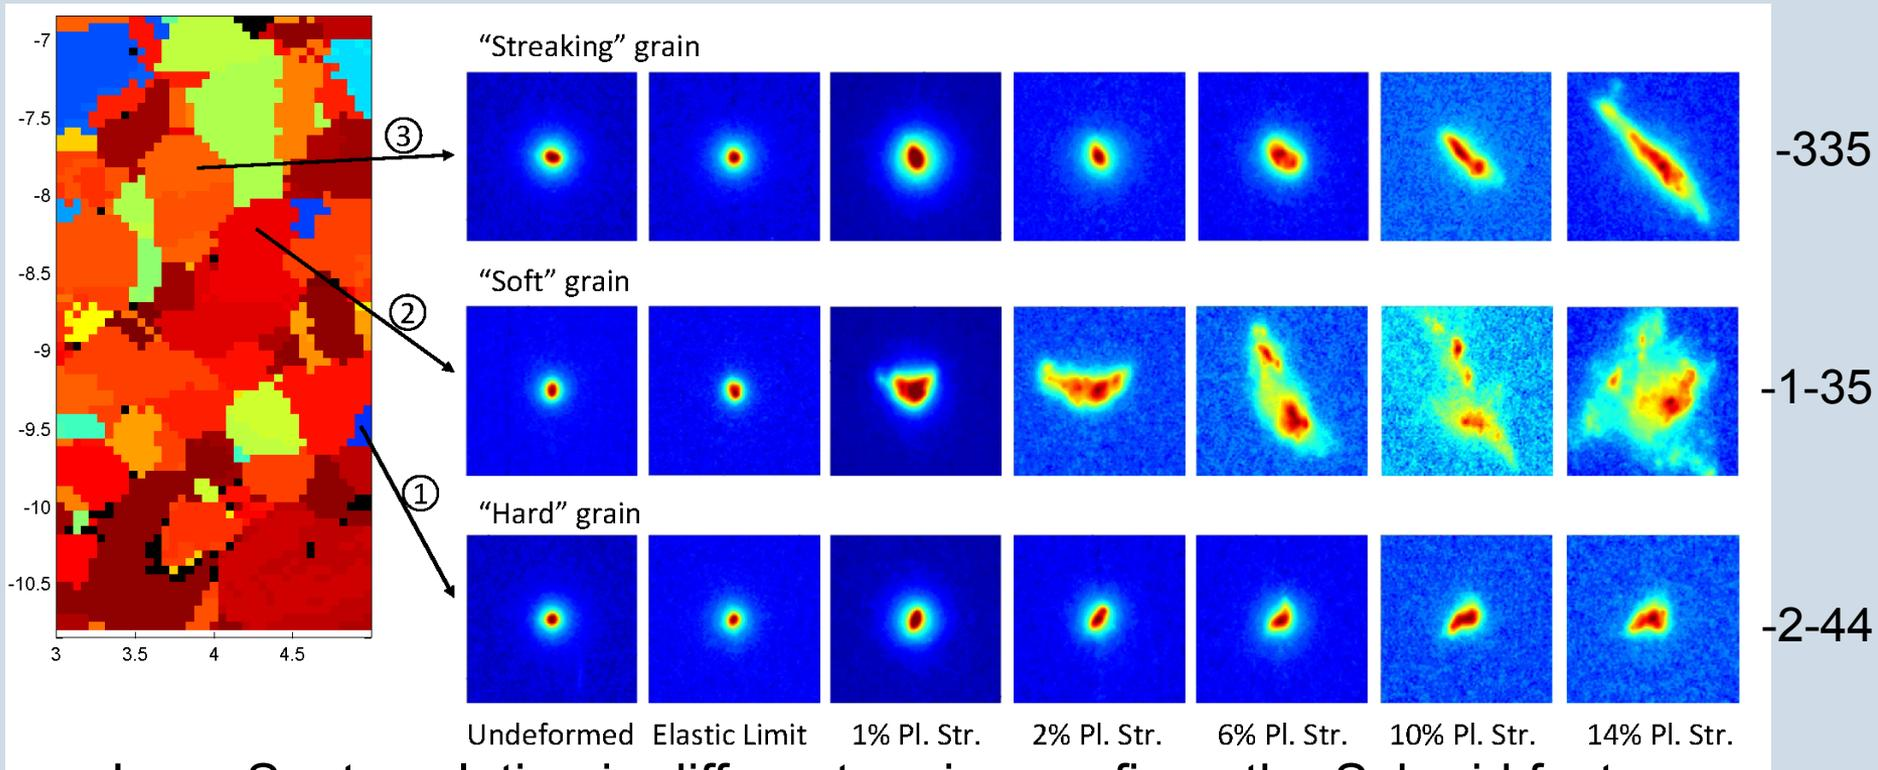 -7
-7.5
-8
-8.5
-9
-9.5
-10
-10.5
3 3.5 4 4.5
③
②
①
“Streaking” grain
-335
“Soft” grain
-1-35
“Hard” grain
-2-44
Undeformed Elastic Limit 1% Pl. Str. 2% Pl. Str. 6% Pl. Str. 10% Pl. Str. 14% Pl. Str.